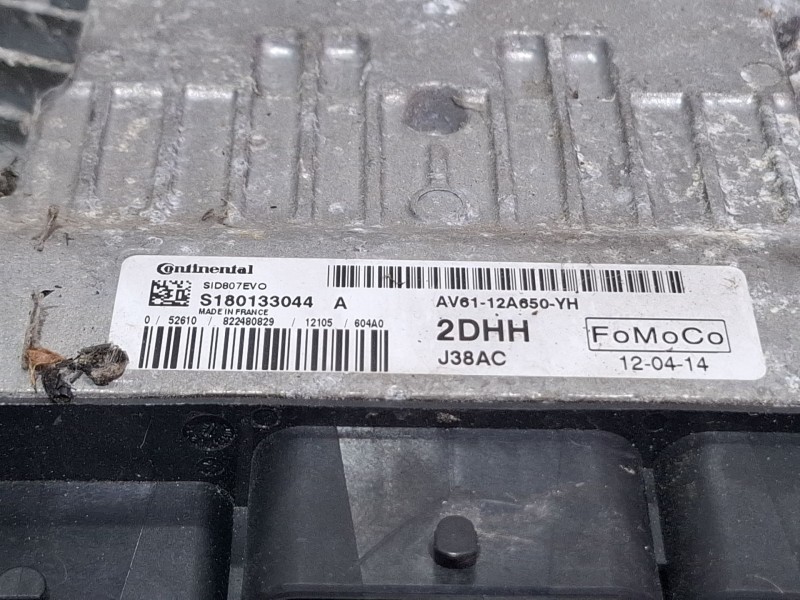 Continental
SID807EVO
S180133044 A
MADE IN FRANCE
0 / 52610 / 822480829 / 12105 / 604A0
AV61-12A650-YH
2DHH
FoMoCo
J38AC
12-04-14